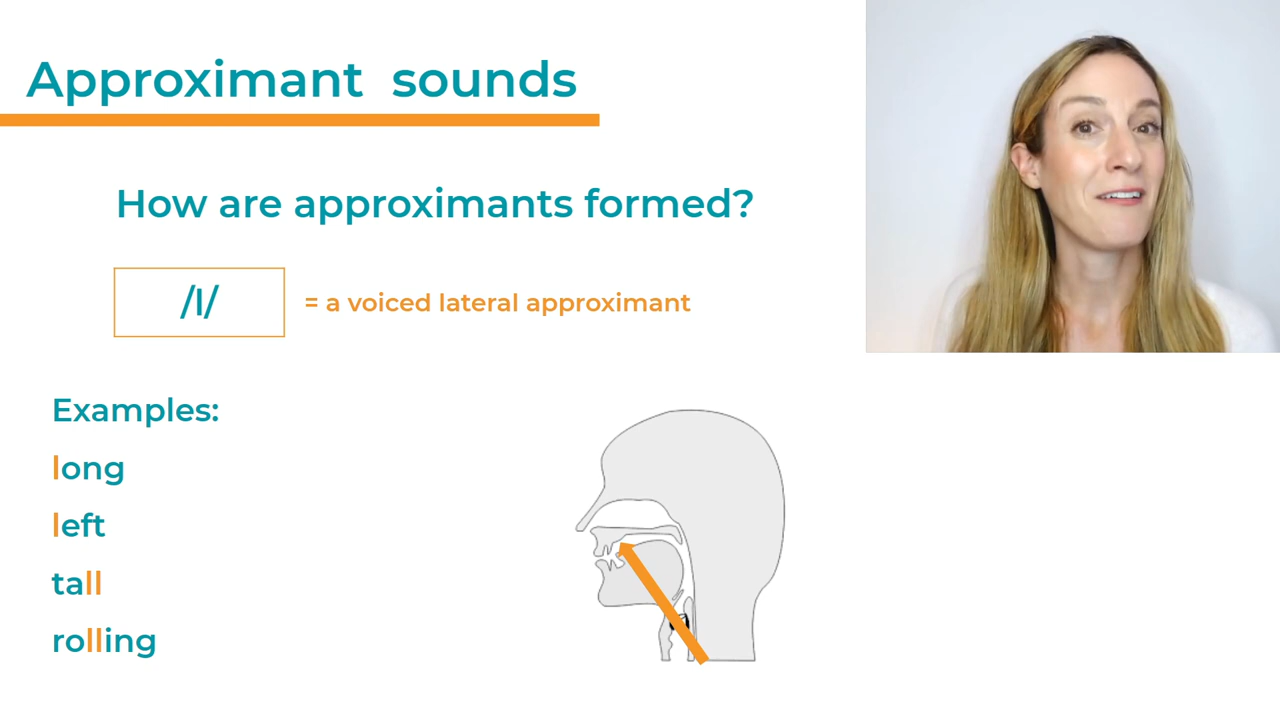 Approximant sounds
How are approximants formed?
/l/
= a voiced lateral approximant
Examples:
long
left
tall
rolling